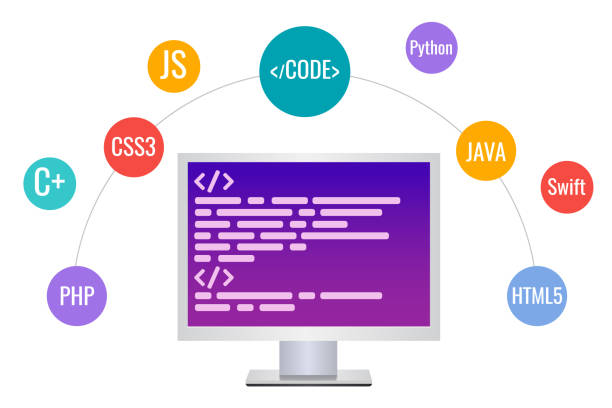 Python
JS
</CODE>
CSS3
JAVA
C+
Swift
</>
</>
PHP
HTML5